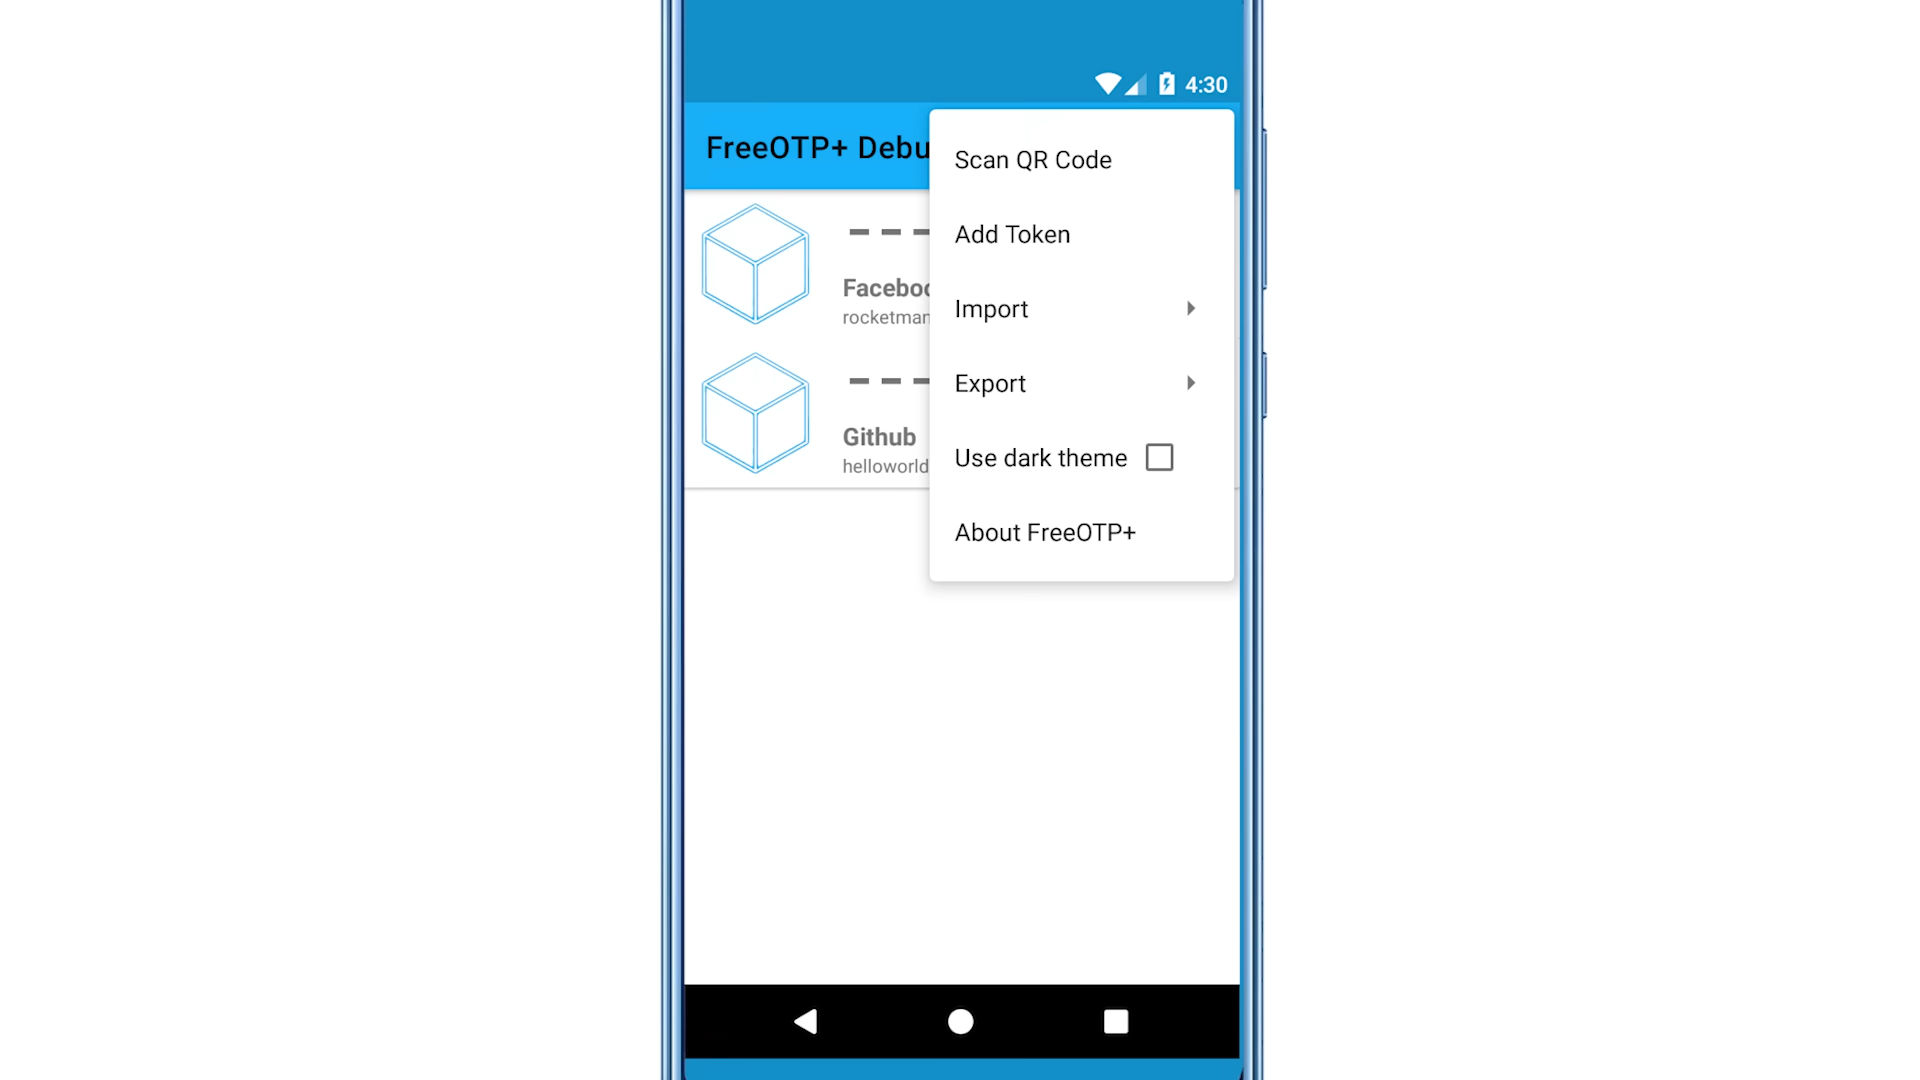 4:30
FreeOTP+ Debu
Scan QR Code
Add Token
Import
Export
Use dark theme
About FreeOTP+
Faceboo
rocketman
Github
helloworld